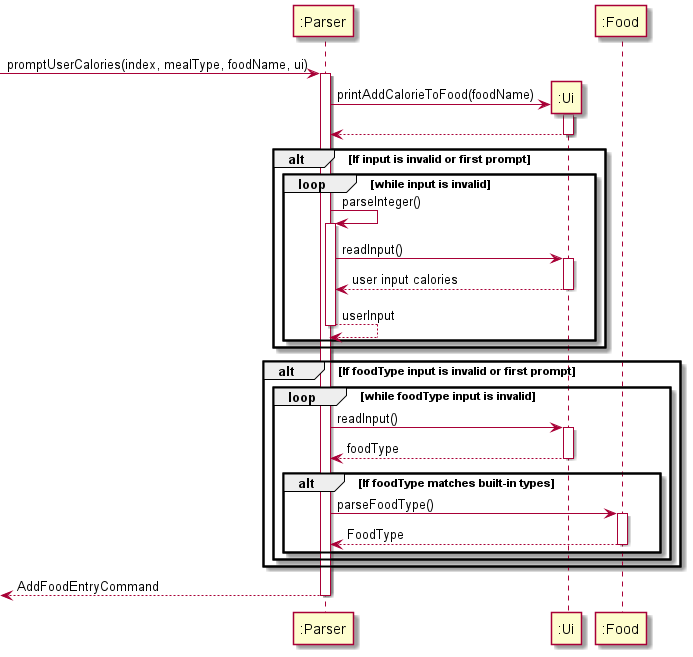 :Parser
:Food
promptUserCalories(index, mealType, foodName, ui)
printAddCalorieToFood(foodName)
:Ui
alt
[If input is invalid or first prompt]
loop
[while input is invalid]
parseInteger()
readInput()
user input calories
userInput
alt
[If foodType input is invalid or first prompt]
loop
[while foodType input is invalid]
readInput()
foodType
alt
[If foodType matches built-in types]
parseFoodType()
FoodType
AddFoodEntryCommand
:Parser
:Ui
:Food